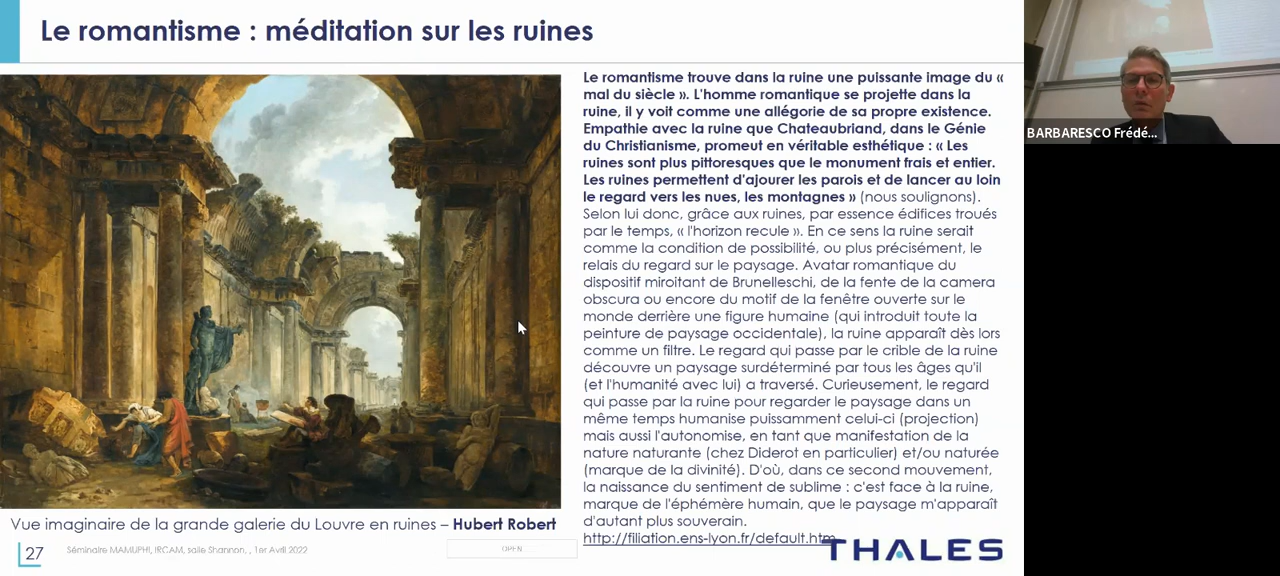 Le romantisme : méditation sur les ruines
Le romantisme trouve dans la ruine une puissante image du «
mal du siècle ». L'homme romantique se projette dans la
ruine, il y voit comme une allégorie de sa propre existence.
Empathie avec la ruine que Chateaubriand, dans le Génie
du Christianisme, promeut en véritable esthétique : « Les
ruines sont plus pittoresques que le monument frais et entier.
Les ruines permettent d'ajourer les parois et de lancer au loin
le regard vers les nues, les montagnes » (nous soulignons).
Selon lui donc, grâce aux ruines, par essence édifices troués
par le temps, « l'horizon recule ». En ce sens la ruine serait
comme la condition de possibilité, ou plus précisément, le
relais du regard sur le paysage. Avatar romantique du
dispositif miroitant de Brunelleschi, de la fente de la camera
obscura ou encore du motif de la fenêtre ouverte sur le
monde derrière une figure humaine (qui introduit toute la
peinture de paysage occidentale), la ruine apparaît dès lors
comme un filtre. Le regard qui passe par le crible de la ruine
découvre un paysage surdéterminé par tous les âges qu'il
(et l'humanité avec lui) a traversé. Curieusement, le regard
qui passe par la ruine pour regarder le paysage dans un
même temps humanise puissamment celui-ci (projection)
mais aussi l'autonomise, en tant que manifestation de la
nature naturante (chez Diderot en particulier) et/ou naturée
(marque de la divinité). D'où, dans ce second mouvement,
la naissance du sentiment de sublime : c'est face à la ruine,
marque de l'éphémère humain, que le paysage m'apparaît
d'autant plus souverain.
http://filiation.ens-lyon.fr/default.htm
Vue imaginaire de la grande galerie du Louvre en ruines – Hubert Robert
27
Séminaire MAMUPHI, IRCAM, salle Shannon, , 1er Avril 2022
OPEN
THALES
BARBARESCO Frédé...